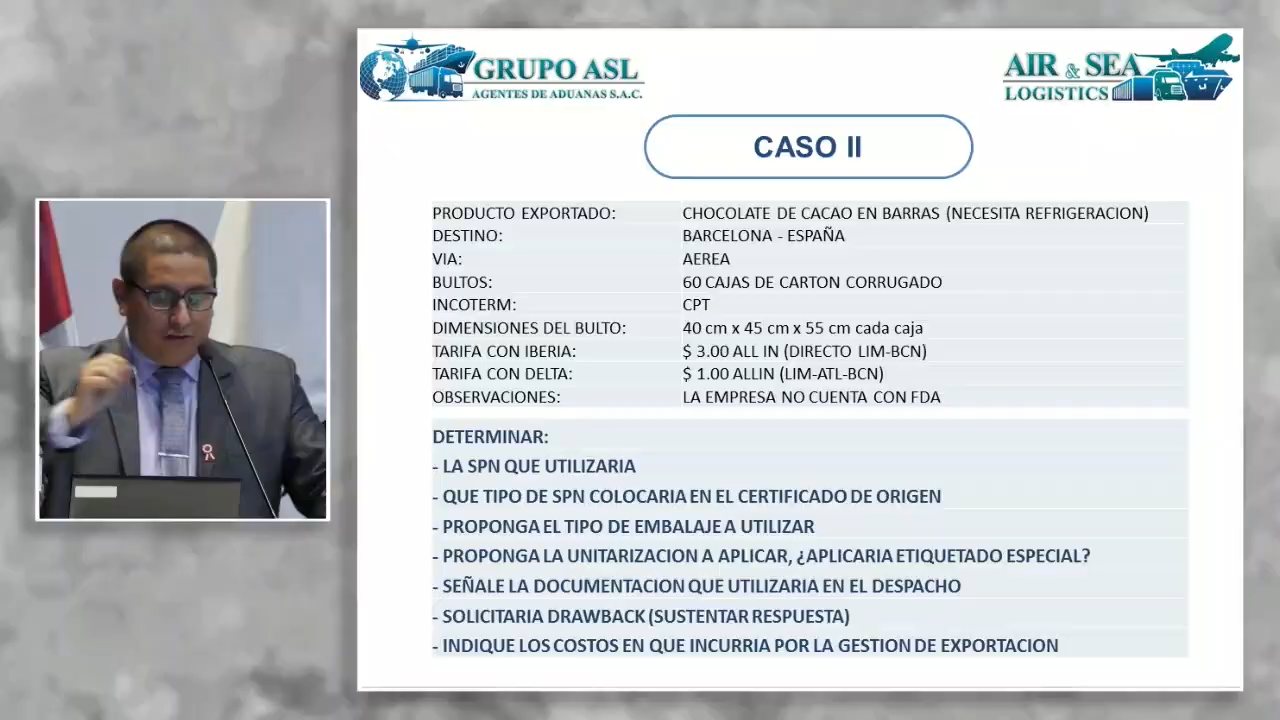 GRUPO ASL
AGENTES DE ADUANAS S.A.C.
AIR & SEA
LOGISTICS
CASO II
PRODUCTO EXPORTADO: CHOCOLATE DE CACAO EN BARRAS (NECESITA REFRIGERACION)
DESTINO: BARCELONA - ESPAÑA
VIA: AEREA
BULTOS: 60 CAJAS DE CARTON CORRUGADO
INCOTERM: CPT
DIMENSIONES DEL BULTO: 40 cm x 45 cm x 55 cm cada caja
TARIFA CON IBERIA: $ 3.00 ALL IN (DIRECTO LIM-BCN)
TARIFA CON DELTA: $ 1.00 ALLIN (LIM-ATL-BCN)
OBSERVACIONES: LA EMPRESA NO CUENTA CON FDA
DETERMINAR:
- LA SPN QUE UTILIZARIA
- QUE TIPO DE SPN COLOCARIA EN EL CERTIFICADO DE ORIGEN
- PROPONGA EL TIPO DE EMBALAJE A UTILIZAR
- PROPONGA LA UNITARIZACION A APLICAR, ¿APLICARIA ETIQUETADO ESPECIAL?
- SEÑALE LA DOCUMENTACION QUE UTILIZARIA EN EL DESPACHO
- SOLICITARIA DRAWBACK (SUSTENTAR RESPUESTA)
- INDIQUE LOS COSTOS EN QUE INCURRIA POR LA GESTION DE EXPORTACION